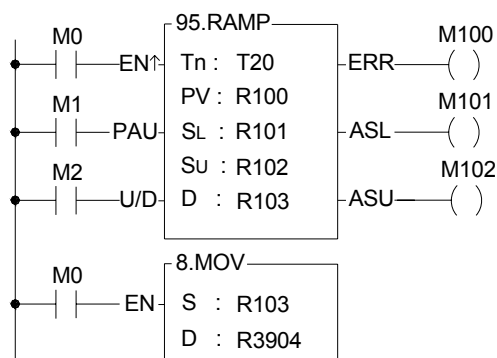 95.RAMP
M0
EN↑
Tn : T20
ERR
M100
PV : R100
M1
PAU
SL : R101
ASL
M101
SU : R102
M2
U/D
D : R103
ASU
M102
8.MOV
M0
EN
S : R103
D : R3904